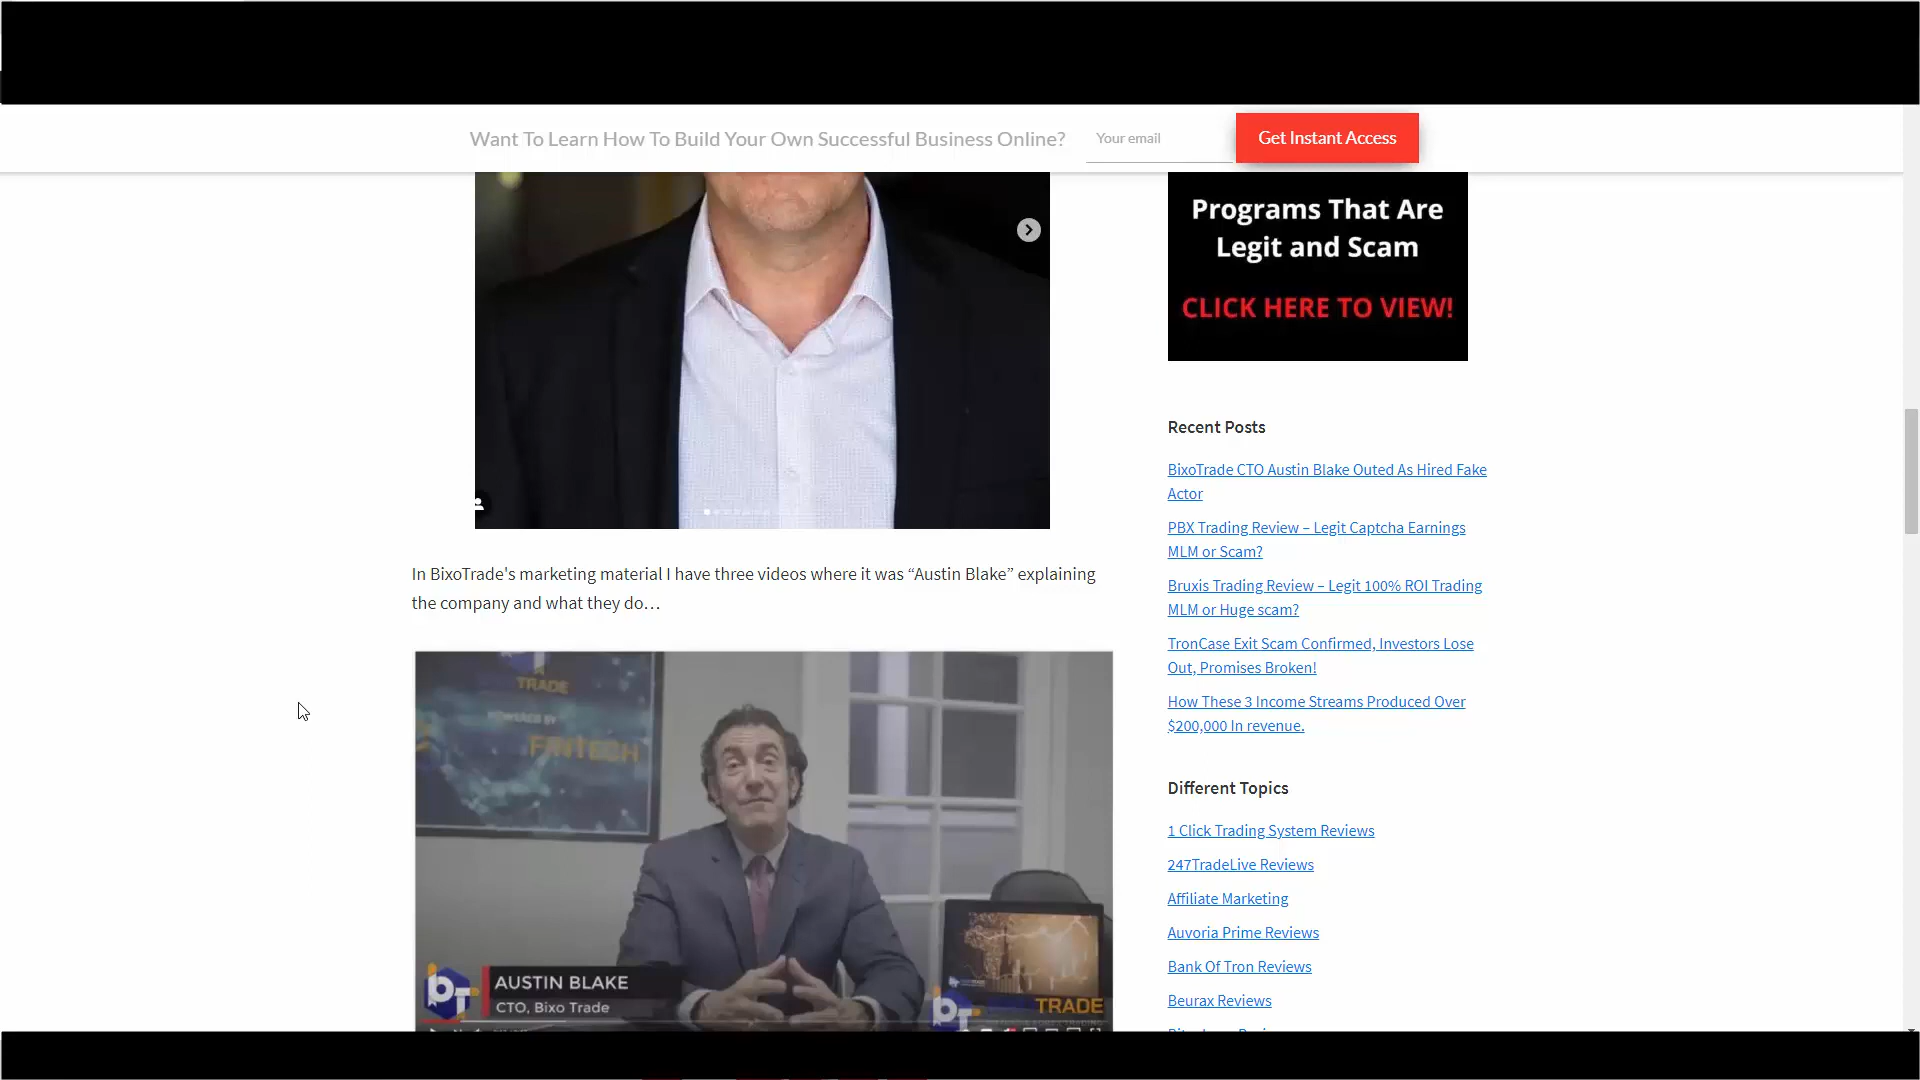 Want To Learn How To Build Your Own Successful Business Online?
Your email
Get Instant Access
Programs That Are
Legit and Scam
CLICK HERE TO VIEW!
Recent Posts
BixoTrade CTO Austin Blake Outed As Hired Fake
Actor
PBX Trading Review – Legit Captcha Earnings
MLM or Scam?
Bruxis Trading Review – Legit 100% ROI Trading
MLM or Huge scam?
TronCase Exit Scam Confirmed, Investors Lose
Out, Promises Broken!
How These 3 Income Streams Produced Over
$200,000 In revenue.
Different Topics
1 Click Trading System Reviews
247TradeLive Reviews
Affiliate Marketing
Auvoria Prime Reviews
Bank Of Tron Reviews
Beurax Reviews
In BixoTrade's marketing material I have three videos where it was “Austin Blake” explaining
the company and what they do…
TRADE
POWERED BY
FINTECH
bT
AUSTIN BLAKE
CTO, Bixo Trade
bT
TRADE